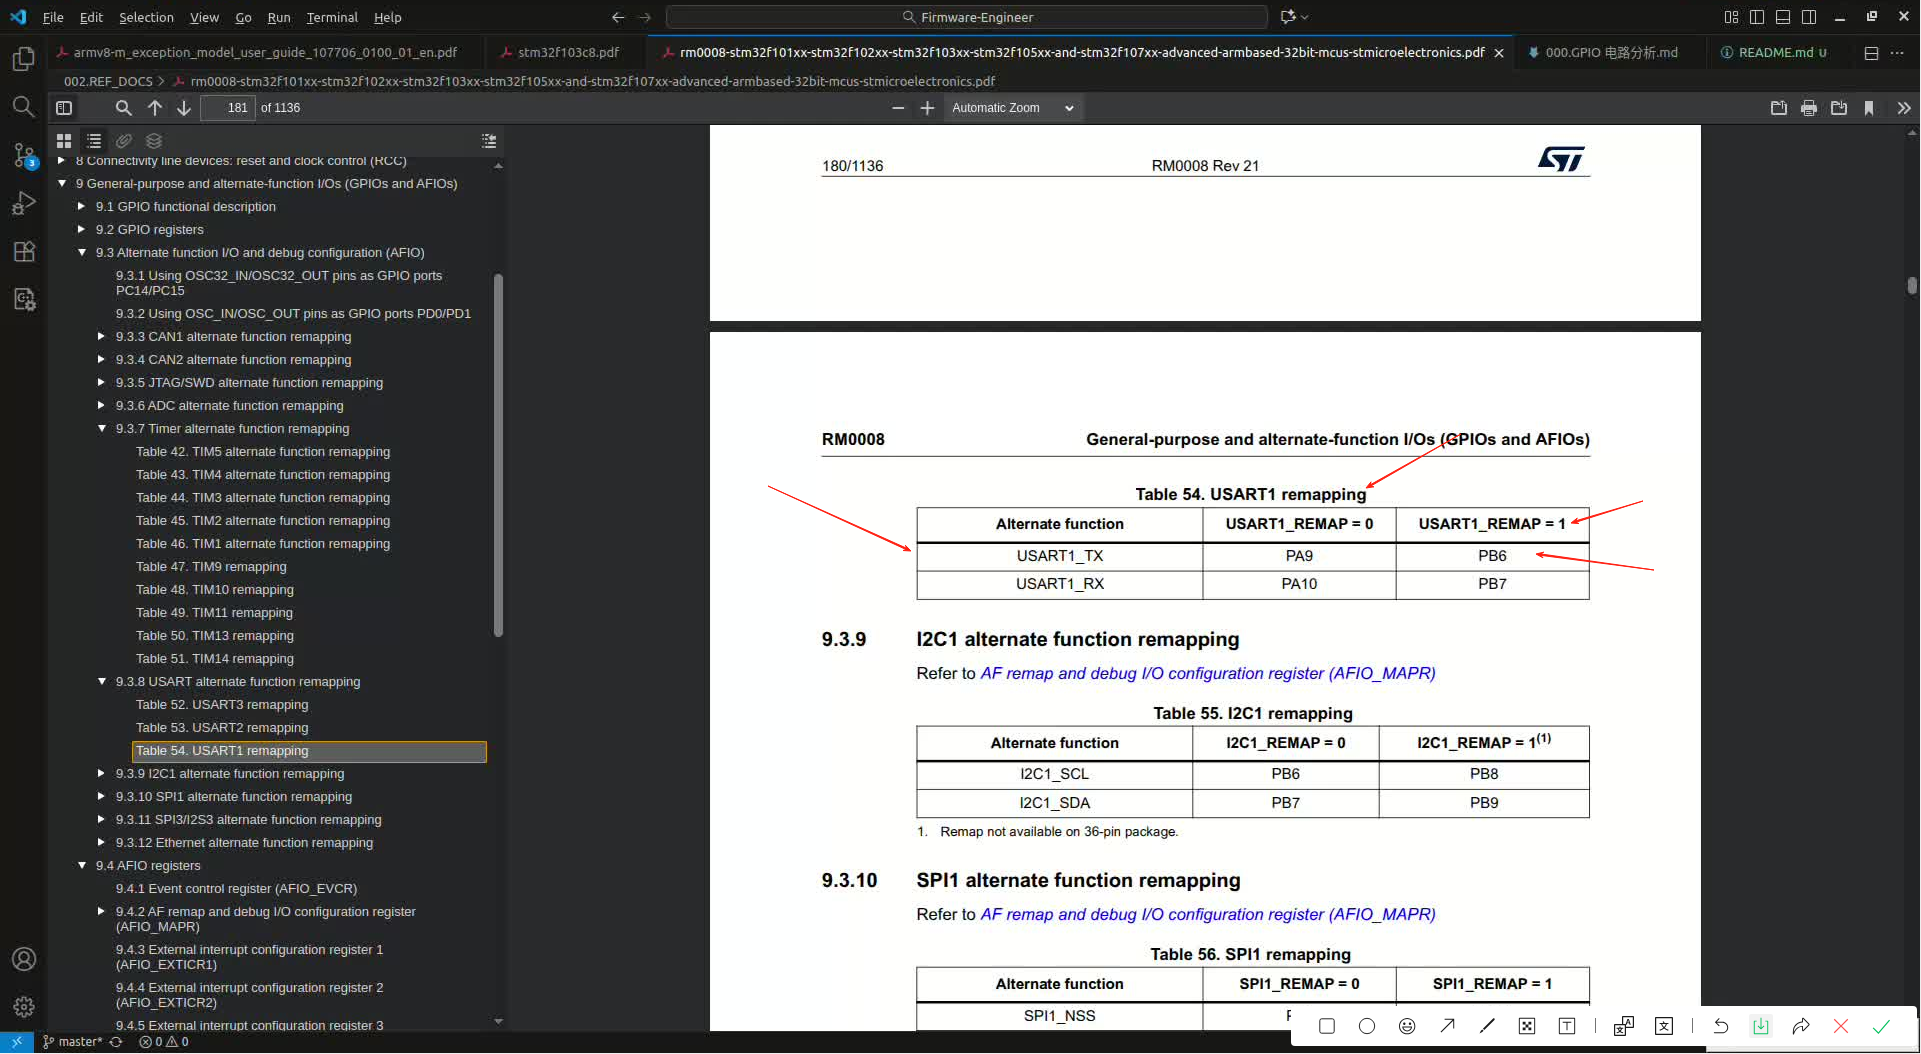 File Edit Selection View Go Run Terminal Help
Firmware-Engineer
armv8-m_exception_model_user_guide_107706_0100_01_en.pdf
stm32f103c8.pdf
rm0008-stm32f101xx-stm32f102xx-stm32f103xx-stm32f105xx-and-stm32f107xx-advanced-armbased-32bit-mcus-stmicroelectronics.pdf
000.GPIO 电路分析.md
README.md U
002.REF_DOCS
rm0008-stm32f101xx-stm32f102xx-stm32f103xx-stm32f105xx-and-stm32f107xx-advanced-armbased-32bit-mcus-stmicroelectronics.pdf
181 of 1136
Automatic Zoom
3
8 Connectivity line devices: reset and clock control (RCC)
9 General-purpose and alternate-function I/Os (GPIOs and AFIOs)
9.1 GPIO functional description
9.2 GPIO registers
9.3 Alternate function I/O and debug configuration (AFIO)
9.3.1 Using OSC32_IN/OSC32_OUT pins as GPIO ports
PC14/PC15
9.3.2 Using OSC_IN/OSC_OUT pins as GPIO ports PD0/PD1
9.3.3 CAN1 alternate function remapping
9.3.4 CAN2 alternate function remapping
9.3.5 JTAG/SWD alternate function remapping
9.3.6 ADC alternate function remapping
9.3.7 Timer alternate function remapping
Table 42. TIM5 alternate function remapping
Table 43. TIM4 alternate function remapping
Table 44. TIM3 alternate function remapping
Table 45. TIM2 alternate function remapping
Table 46. TIM1 alternate function remapping
Table 47. TIM9 remapping
Table 48. TIM10 remapping
Table 49. TIM11 remapping
Table 50. TIM13 remapping
Table 51. TIM14 remapping
9.3.8 USART alternate function remapping
Table 52. USART3 remapping
Table 53. USART2 remapping
Table 54. USART1 remapping
9.3.9 I2C1 alternate function remapping
9.3.10 SPI1 alternate function remapping
9.3.11 SPI3/I2S3 alternate function remapping
9.3.12 Ethernet alternate function remapping
9.4 AFIO registers
9.4.1 Event control register (AFIO_EVCR)
9.4.2 AF remap and debug I/O configuration register
(AFIO_MAPR)
9.4.3 External interrupt configuration register 1
(AFIO_EXTICR1)
9.4.4 External interrupt configuration register 2
(AFIO_EXTICR2)
9.4.5 External interrupt configuration register 3
180/1136 RM0008 Rev 21
ST
RM0008 General-purpose and alternate-function I/Os (GPIOs and AFIOs)
Table 54. USART1 remapping
Alternate function USART1_REMAP = 0 USART1_REMAP = 1
USART1_TX PA9 PB6
USART1_RX PA10 PB7
9.3.9 I2C1 alternate function remapping
Refer to AF remap and debug I/O configuration register (AFIO_MAPR)
Table 55. I2C1 remapping
Alternate function I2C1_REMAP = 0 I2C1_REMAP = 1(1)
I2C1_SCL PB6 PB8
I2C1_SDA PB7 PB9
1. Remap not available on 36-pin package.
9.3.10 SPI1 alternate function remapping
Refer to AF remap and debug I/O configuration register (AFIO_MAPR)
Table 56. SPI1 remapping
Alternate function SPI1_REMAP = 0 SPI1_REMAP = 1
SPI1_NSS
master* 0 0